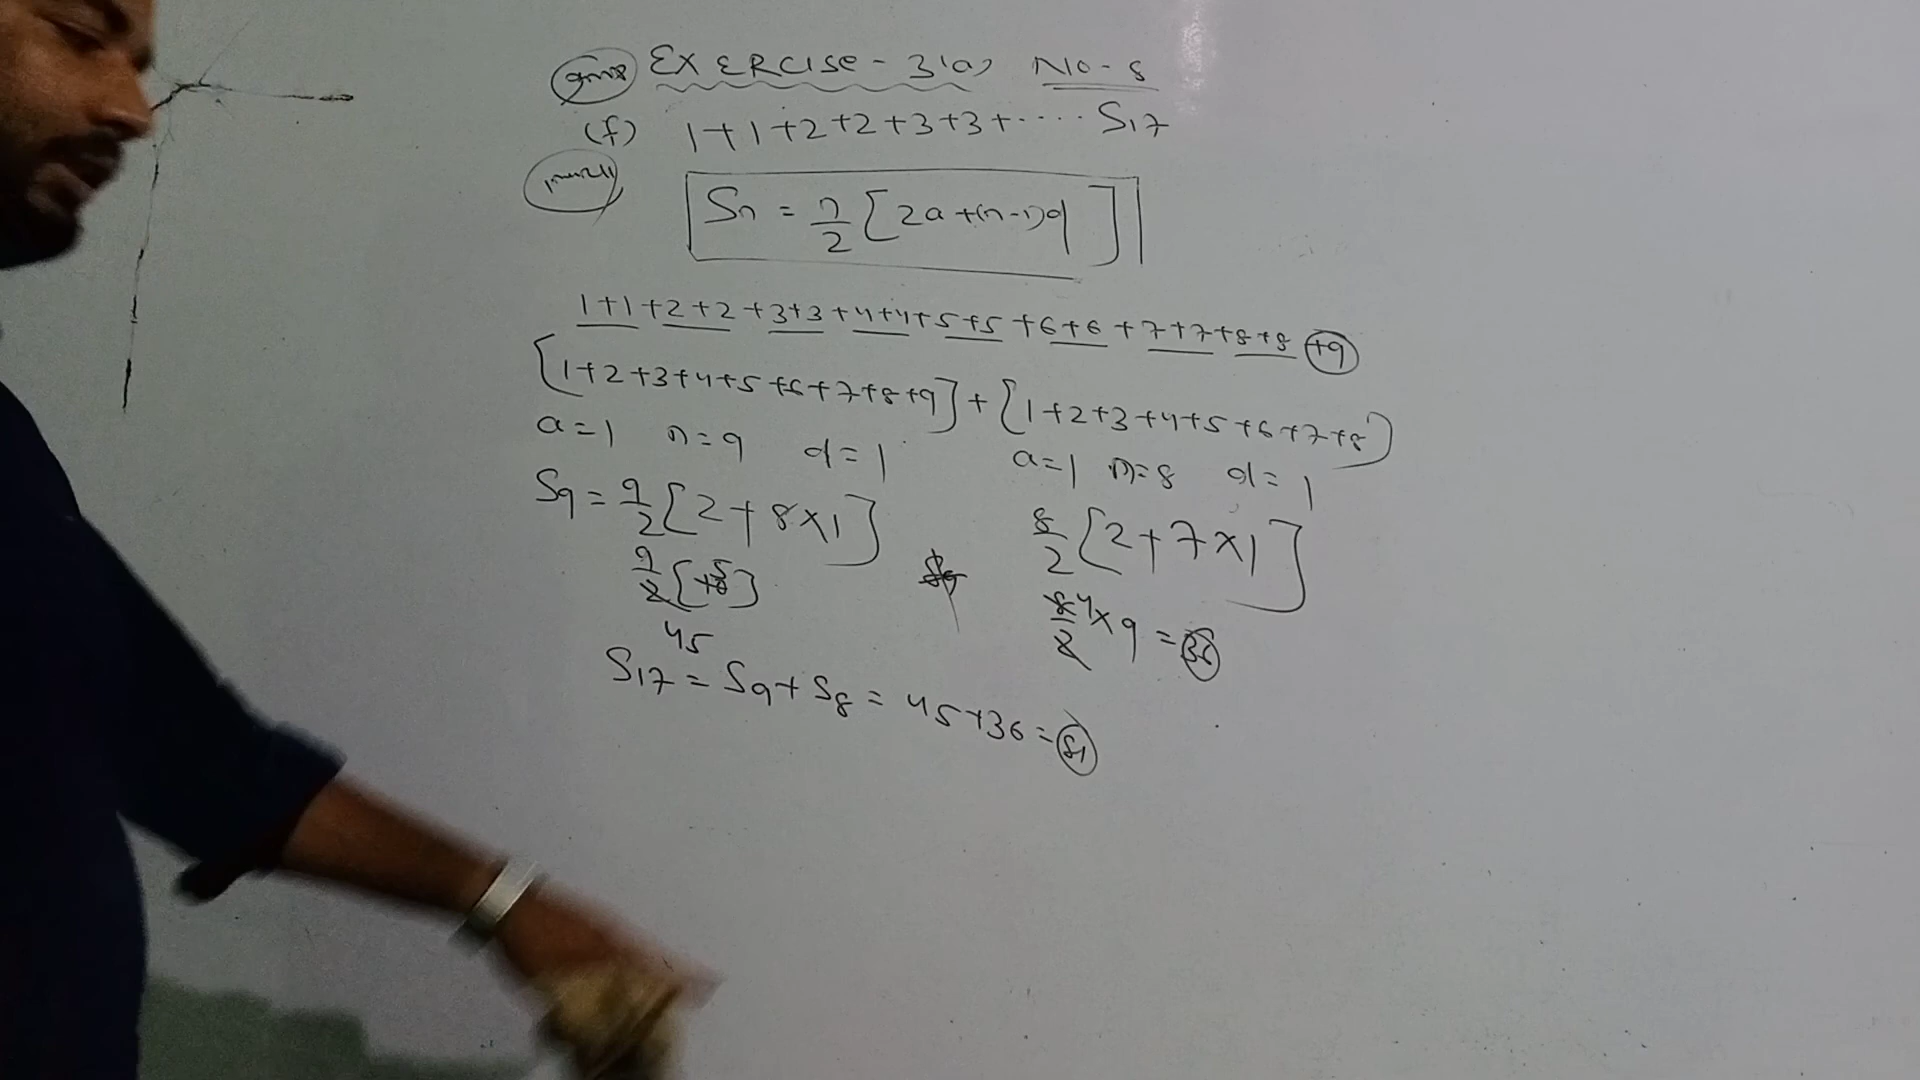 EXERCISE - 3(a) NO - 8
(f) 1+1+2+2+3+3+ ..... S17
Sn = n/2 [2a+(n-1)d]
1+1+2+2+3+3+4+4+5+5+6+6+7+7+8+8+9
[1+2+3+4+5+6+7+8+9] + [1+2+3+4+5+6+7+8]
a=1 n=9 d=1 a=1 n=8 d=1
S9 = 9/2 [2+8×1] 8/2 [2+7×1]
8/2 4×9 = 36
45
S17 = S9+S8 = 45+36 = 81